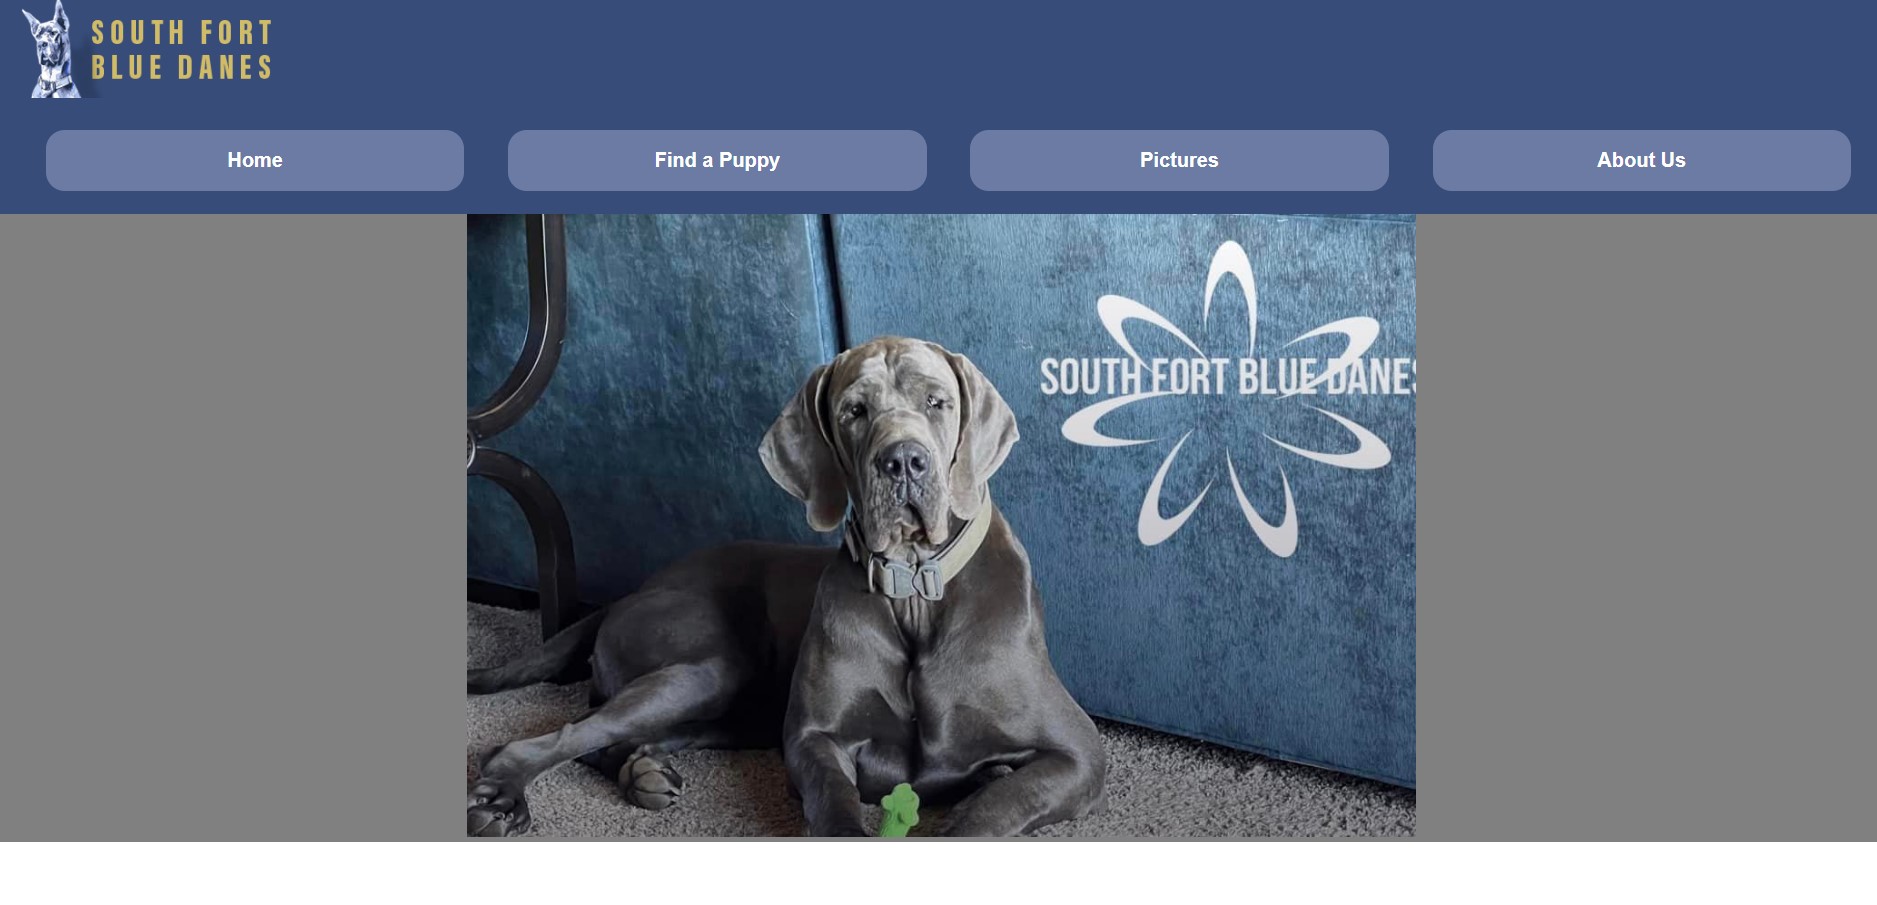 SOUTH FORT
BLUE DANES
Home
Find a Puppy
Pictures
About Us
SOUTH FORT BLUE DANES